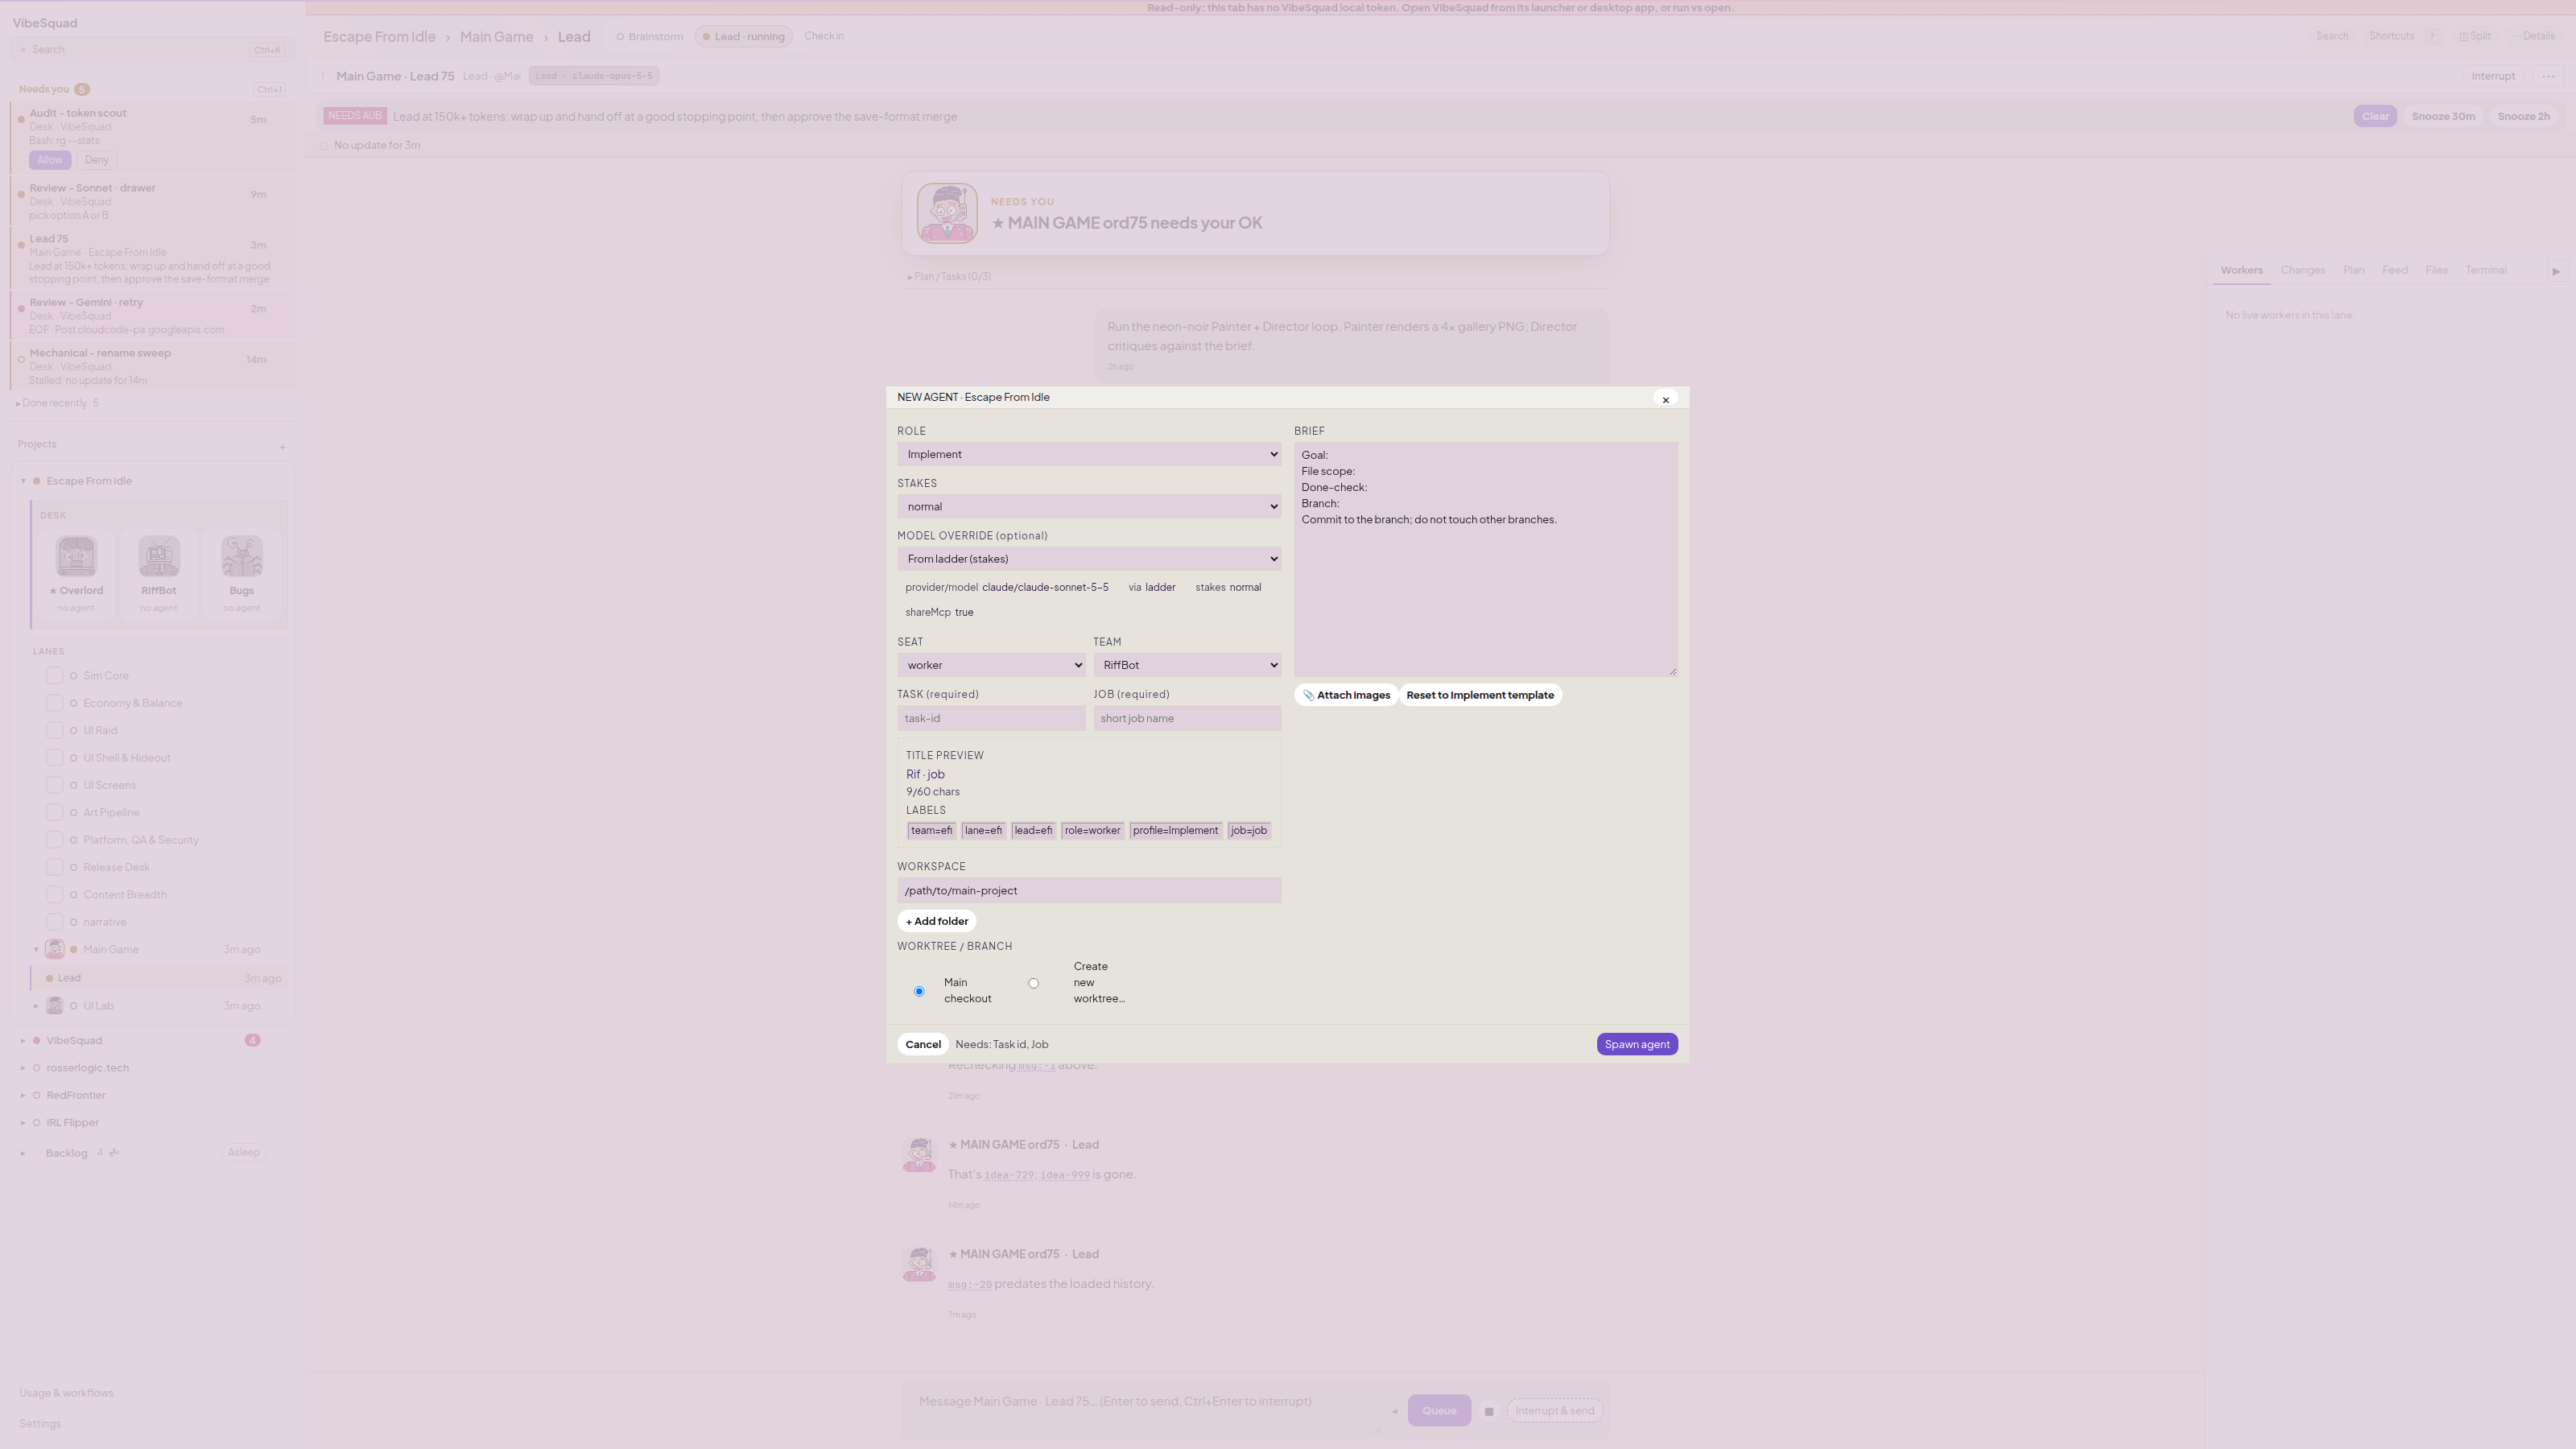 Read-only: this tab has no VibeSquad local token. Open VibeSquad from its launcher or desktop app, or run vs open.
VibeSquad
Search
Ctrl+K
Needs you 5
Ctrl+J
Audit - token scout
5m
Desk · VibeSquad
Bash: rg --stats
Allow
Deny
Review - Sonnet · drawer
9m
Desk · VibeSquad
pick option A or B
Lead 75
3m
Main Game · Escape From Idle
Lead at 150k+ tokens: wrap up and hand off at a good
stopping point, then approve the save-format merge
Review - Gemini · retry
2m
Desk · VibeSquad
EOF · Post cloudcode-pa.googleapis.com
Mechanical - rename sweep
14m
Desk · VibeSquad
Stalled: no update for 14m
▸ Done recently · 5
Projects
+
Escape From Idle
DESK
★ Overlord
no agent
RiffBot
no agent
Bugs
no agent
LANES
Sim Core
Economy & Balance
UI Raid
UI Shell & Hideout
UI Screens
Art Pipeline
Platform, QA & Security
Release Desk
Content Breadth
narrative
Main Game
3m ago
Lead
3m ago
UI Lab
3m ago
VibeSquad
4
rosserlogic.tech
RedFrontier
IRL Flipper
Backlog · 4 💤
Asleep
Usage & workflows
Settings
Escape From Idle › Main Game › Lead
Brainstorm
Lead · running
Check in
Search
Shortcuts ?
Split
··· Details
! Main Game · Lead 75
Lead · @Mai
Lead · claude-opus-5-5
Interrupt
···
NEEDS AUB
Lead at 150k+ tokens: wrap up and hand off at a good stopping point, then approve the save-format merge
Clear
Snooze 30m
Snooze 2h
No update for 3m
NEEDS YOU
★ MAIN GAME ord75 needs your OK
▸ Plan / Tasks (0/3)
Run the neon-noir Painter + Director loop. Painter renders a 4× gallery PNG; Director
critiques against the brief.
2h ago
NEW AGENT · Escape From Idle
×
ROLE
Implement
STAKES
normal
MODEL OVERRIDE (optional)
From ladder (stakes)
provider/model claude/claude-sonnet-5-5
via ladder
stakes normal
shareMcp true
SEAT
worker
TEAM
RiffBot
TASK (required)
task-id
JOB (required)
short job name
TITLE PREVIEW
Rif · job
9/60 chars
LABELS
team=efi
lane=efi
lead=efi
role=worker
profile=Implement
job=job
WORKSPACE
/path/to/main-project
+ Add folder
WORKTREE / BRANCH
Main
checkout
Create
new
worktree…
BRIEF
Goal:
File scope:
Done-check:
Branch:
Commit to the branch; do not touch other branches.
📎 Attach images
Reset to Implement template
Cancel
Needs: Task id, Job
Spawn agent
Rechecking msg:-1 above.
21m ago
★ MAIN GAME ord75 · Lead
That's idea-729; idea-999 is gone.
14m ago
★ MAIN GAME ord75 · Lead
msg:-20 predates the loaded history.
7m ago
Message Main Game · Lead 75… (Enter to send, Ctrl+Enter to interrupt)
Queue
Interrupt & send
Workers
Changes
Plan
Feed
Files
Terminal
No live workers in this lane.